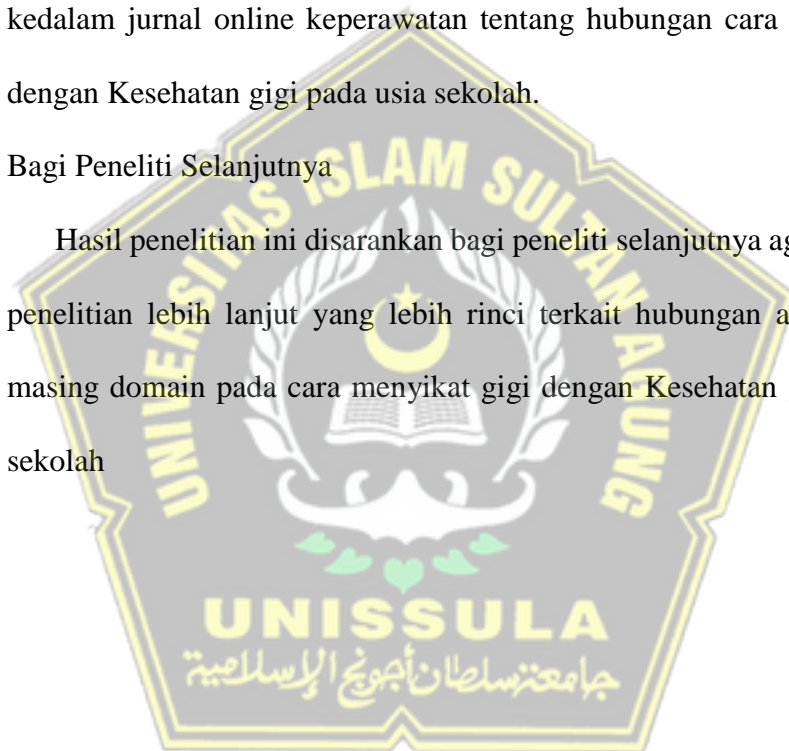 kedalam jurnal online keperawatan tentang hubungan cara
dengan Kesehatan gigi pada usia sekolah.
Bagi Peneliti Selanjutnya
Hasil penelitian ini disarankan bagi peneliti selanjutnya ag
penelitian lebih lanjut yang lebih rinci terkait hubungan a
masing domain pada cara menyikat gigi dengan Kesehatan
sekolah
UNIVERSITAS ISLAM SULTAN AGUNG
UNISSULA
جامعتنسلطان أجونج الإسلامية